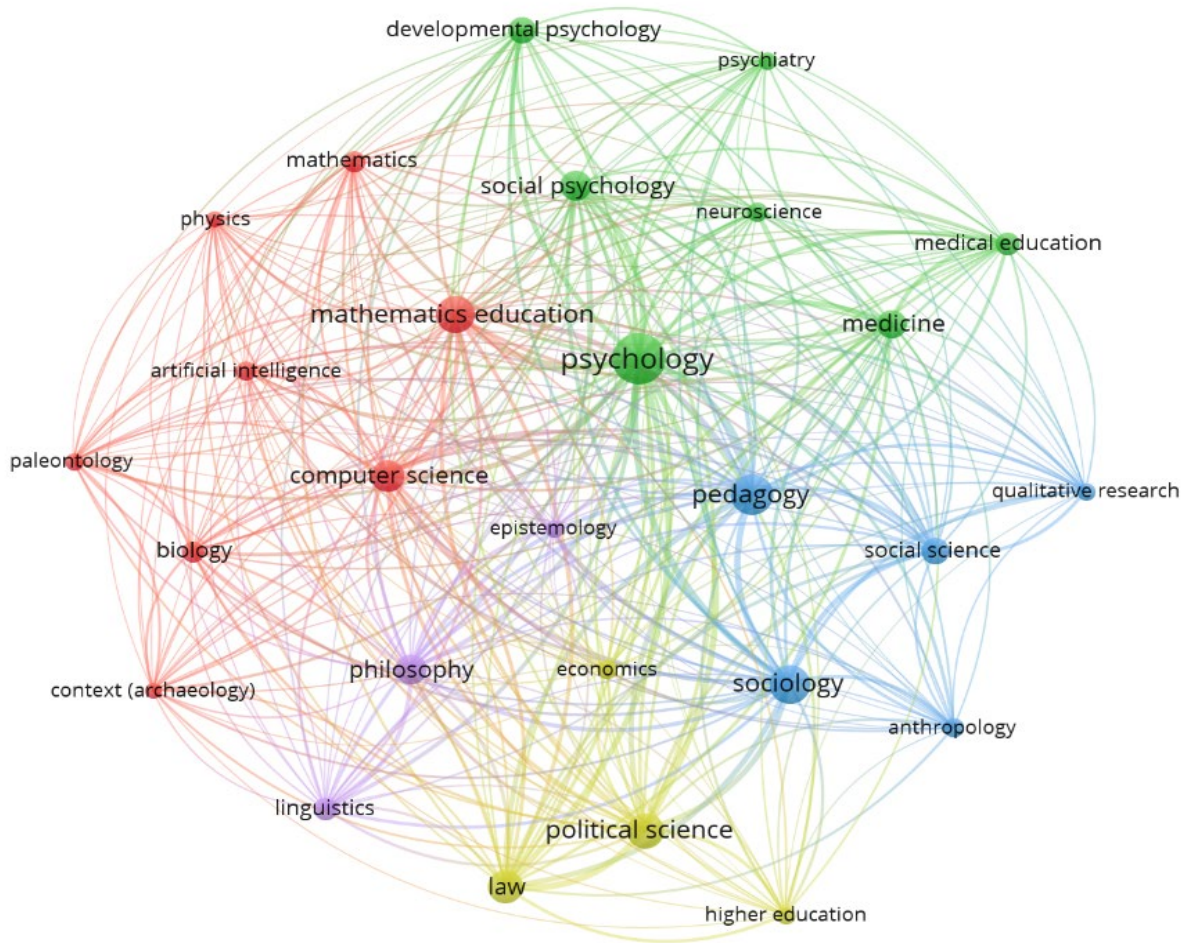 developmental psychology
psychiatry
mathematics
social psychology
neuroscience
physics
medical education
mathematics education
medicine
psychology
artificial intelligence
paleontology
computer science
pedagogy
qualitative research
epistemology
biology
social science
philosophy
economics
sociology
context (archaeology)
anthropology
linguistics
political science
law
higher education